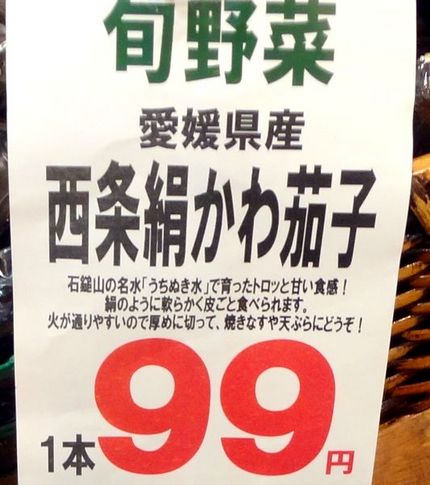 旬野菜
愛媛県産
西条絹かわ茄子
石鎚山の名水「うちぬき水」で育ったトロッと甘い食感！
絹のように軟らかく皮ごと食べられます。
火が通りやすいので厚めに切って、焼きなすや天ぷらにどうぞ！
1本99円